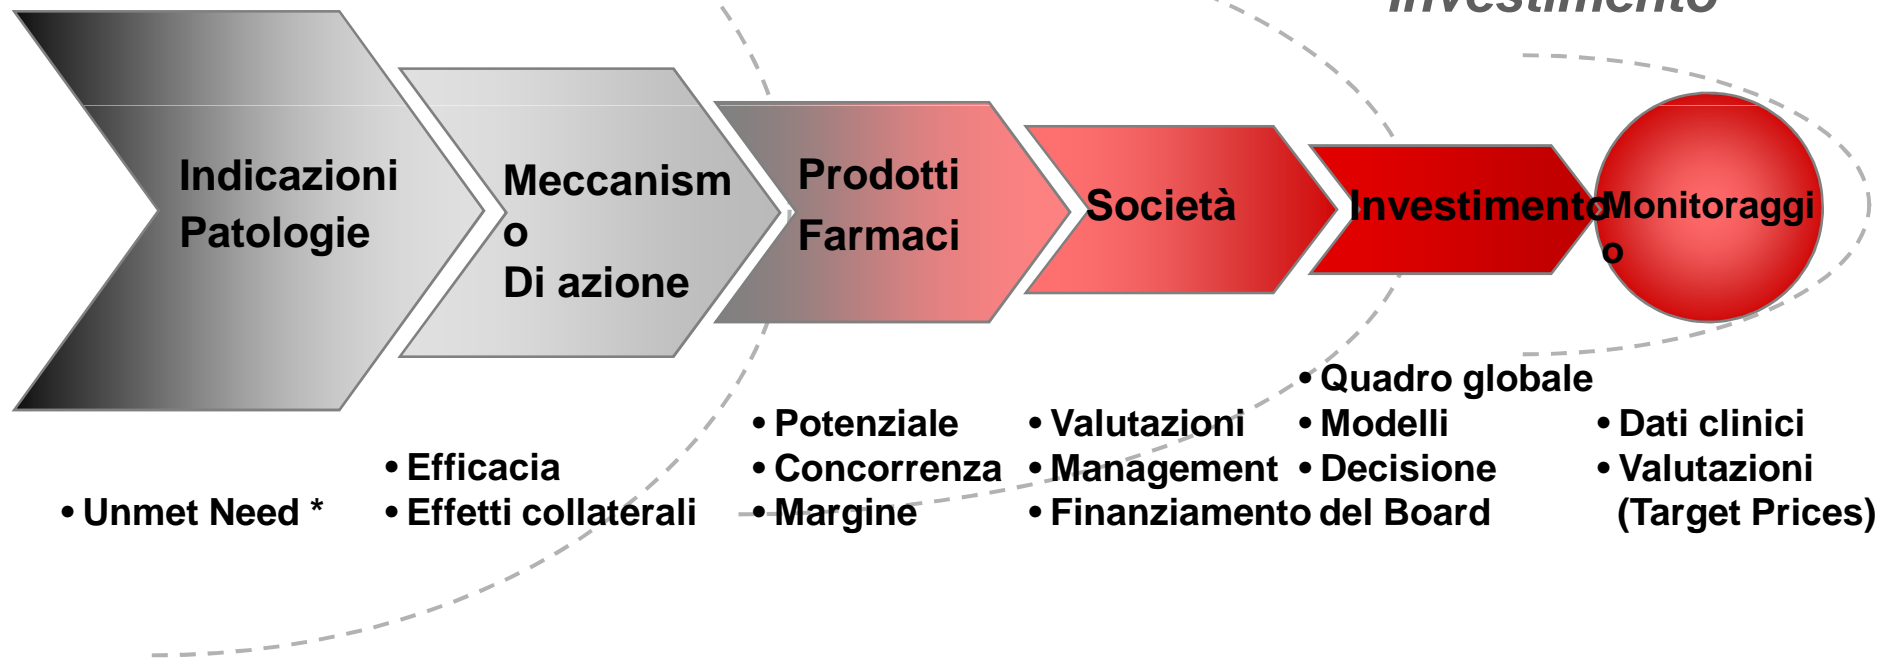 Investimento
Indicazioni
Patologie
Meccanism
o
Di azione
Prodotti
Farmaci
Società
Investimento
Monitoraggi
o
• Unmet Need *
• Efficacia
• Effetti collaterali
• Potenziale
• Concorrenza
• Margine
• Valutazioni
• Management
• Finanziamento
• Quadro globale
• Modelli
• Decisione
del Board
• Dati clinici
• Valutazioni
(Target Prices)